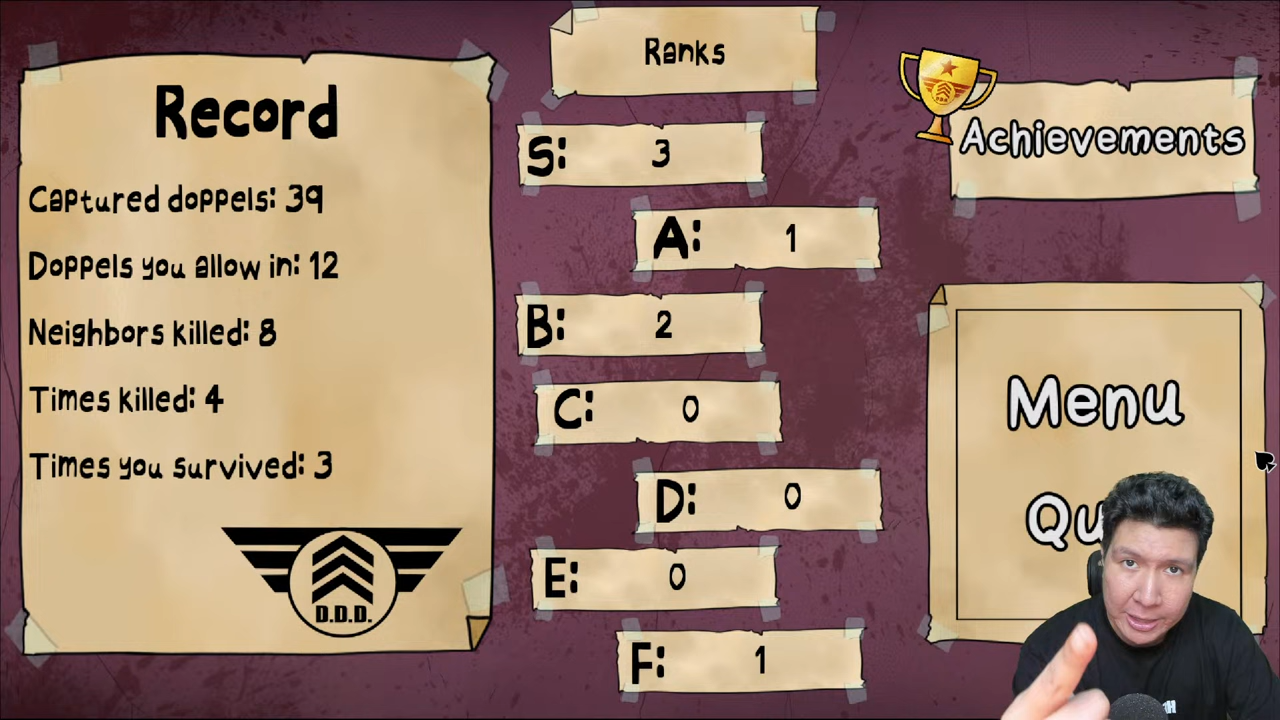 Record
Captured doppels: 39
Doppels you allow in: 12
Neighbors killed: 8
Times killed: 4
Times you survived: 3
D.D.D.
Ranks
S: 3
A: 1
B: 2
C: 0
D: 0
E: 0
F: 1
Achievements
Menu
Qu